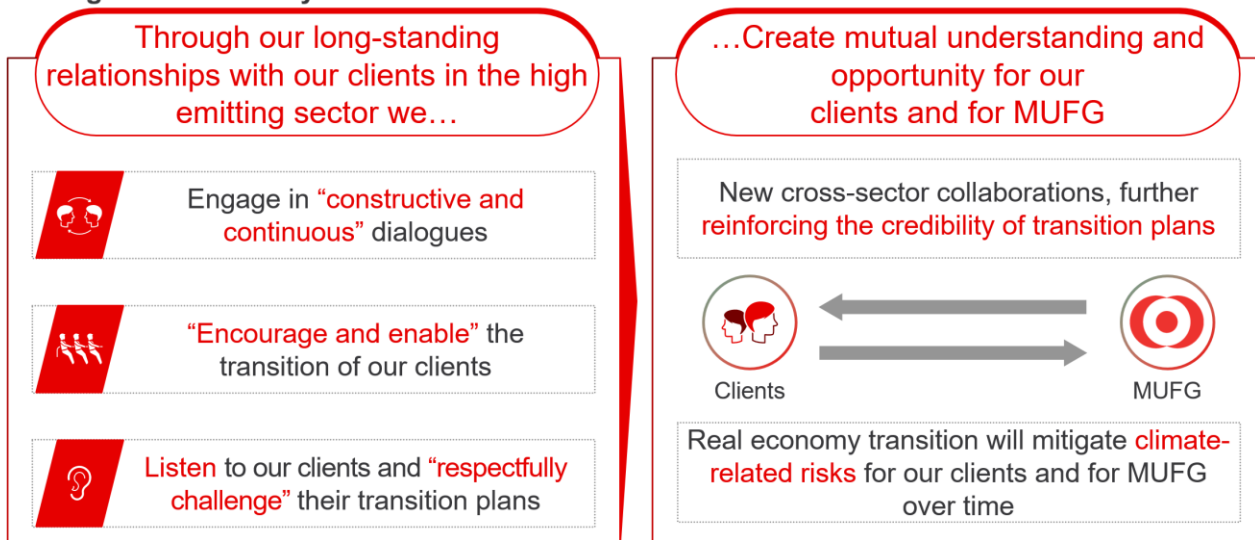 Through our long-standing
relationships with our clients in the high
emitting sector we…
Engage in “constructive and
continuous” dialogues
“Encourage and enable” the
transition of our clients
Listen to our clients and “respectfully
challenge” their transition plans
…Create mutual understanding and
opportunity for our
clients and for MUFG
New cross-sector collaborations, further
reinforcing the credibility of transition plans
Clients
MUFG
Real economy transition will mitigate climate-
related risks for our clients and for MUFG
over time